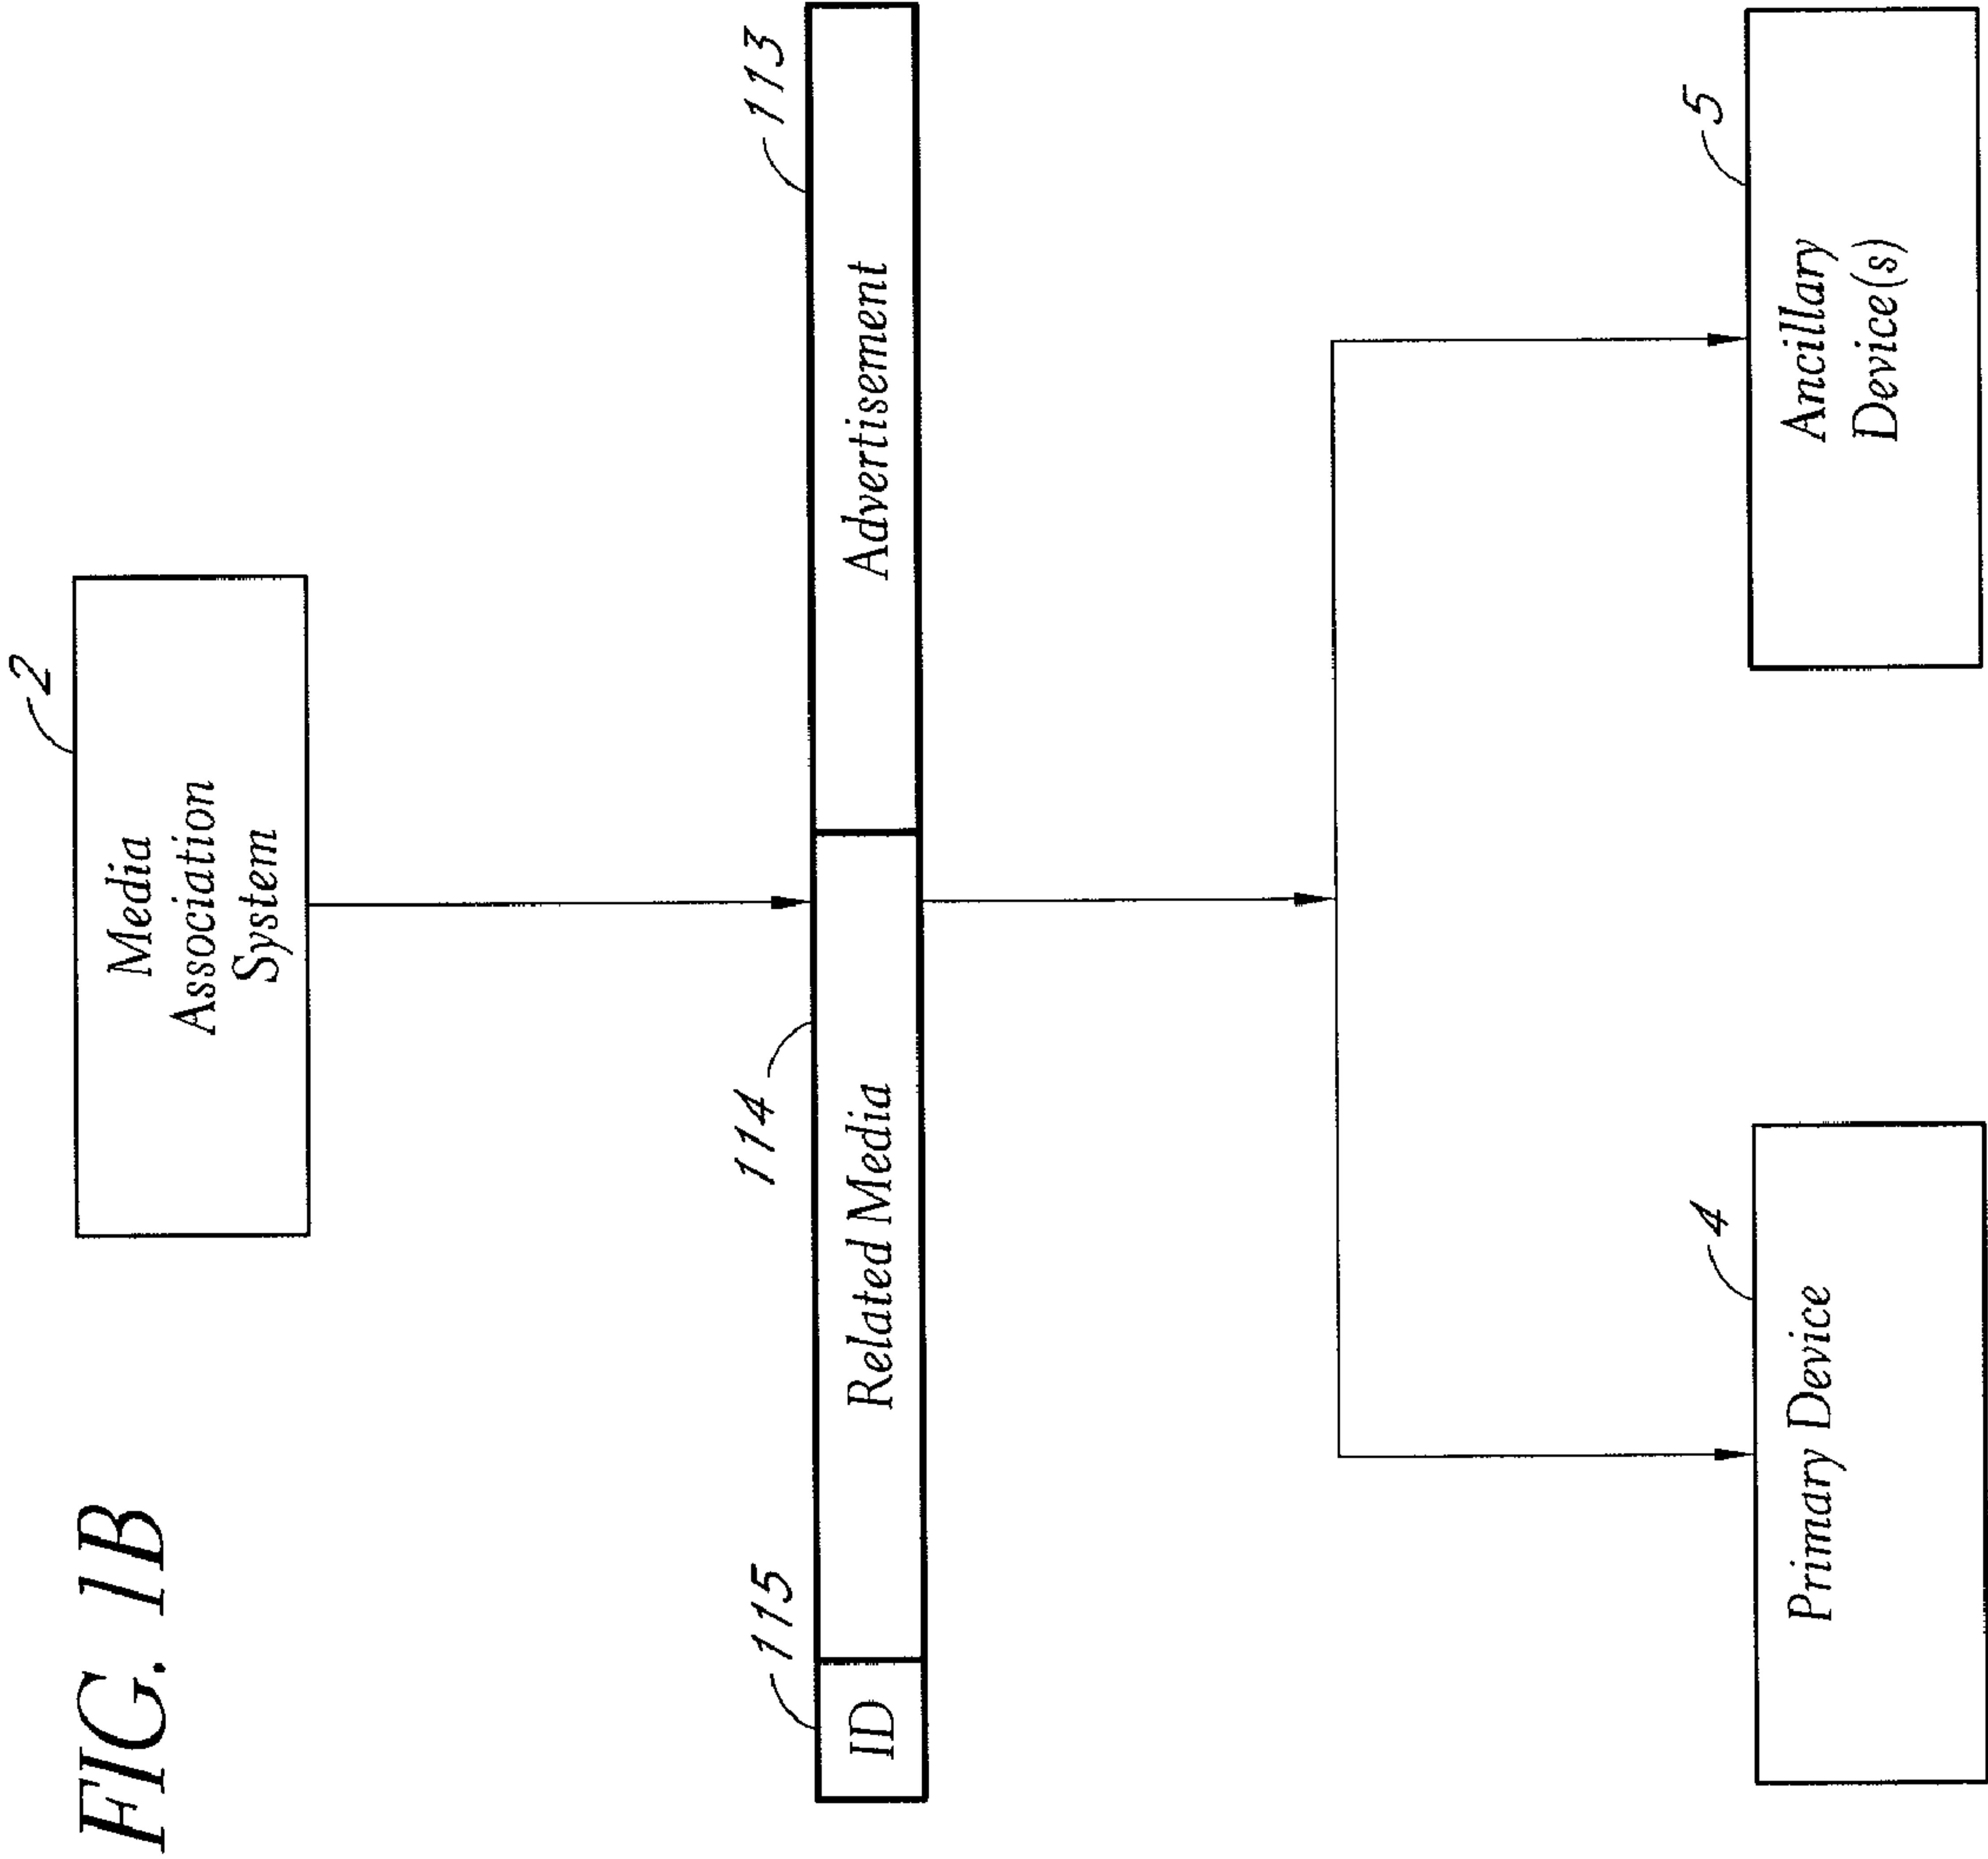 FIG. 1B
2
Media
Association
System
115
114
113
ID
Related Media
Advertisement
4
5
Primary Device
Ancillary
Device(s)